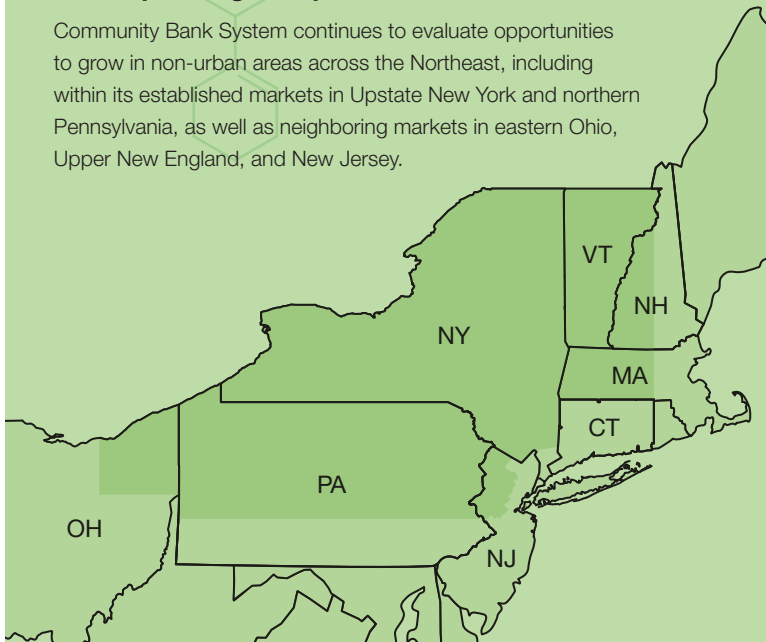 Community Bank System continues to evaluate opportunities
to grow in non-urban areas across the Northeast, including
within its established markets in Upstate New York and northern
Pennsylvania, as well as neighboring markets in eastern Ohio,
Upper New England, and New Jersey.
VT
NH
NY
MA
CT
PA
OH
NJ